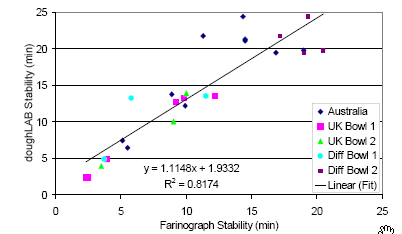 25
20
15
10
5
0
doughLAB Stability (min)
y = 1.1148x + 1.9332
R² = 0.8174
Australia
UK Bowl 1
UK Bowl 2
Diff Bowl 1
Diff Bowl 2
Linear (Fit)
0 5 10 15 20 25
Farinograph Stability (min)